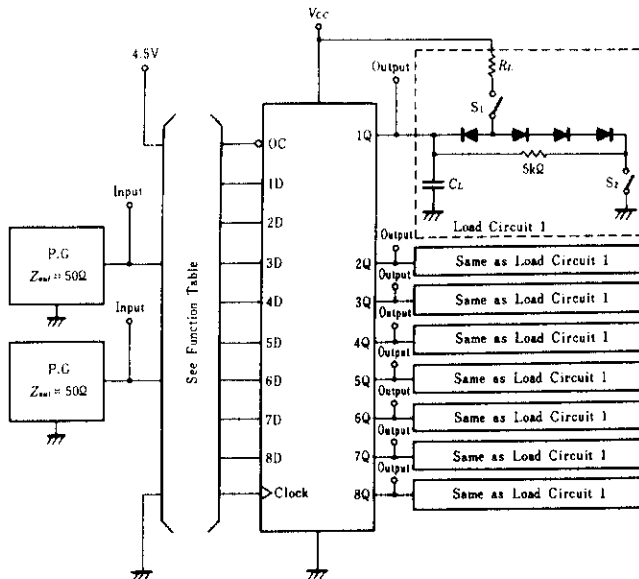 VCC
4.5V
Output
RL
S1
1Q
OC
5kΩ
S2
CL
Input
1D
Load Circuit 1
2D
P.G
Zout = 50Ω
Output
2Q
Same as Load Circuit 1
3D
Output
3Q
Same as Load Circuit 1
Input
4D
Output
4Q
Same as Load Circuit 1
See Function Table
P.G
Zout = 50Ω
5D
Output
5Q
Same as Load Circuit 1
6D
Output
6Q
Same as Load Circuit 1
7D
Output
7Q
Same as Load Circuit 1
8D
Output
8Q
Same as Load Circuit 1
Clock